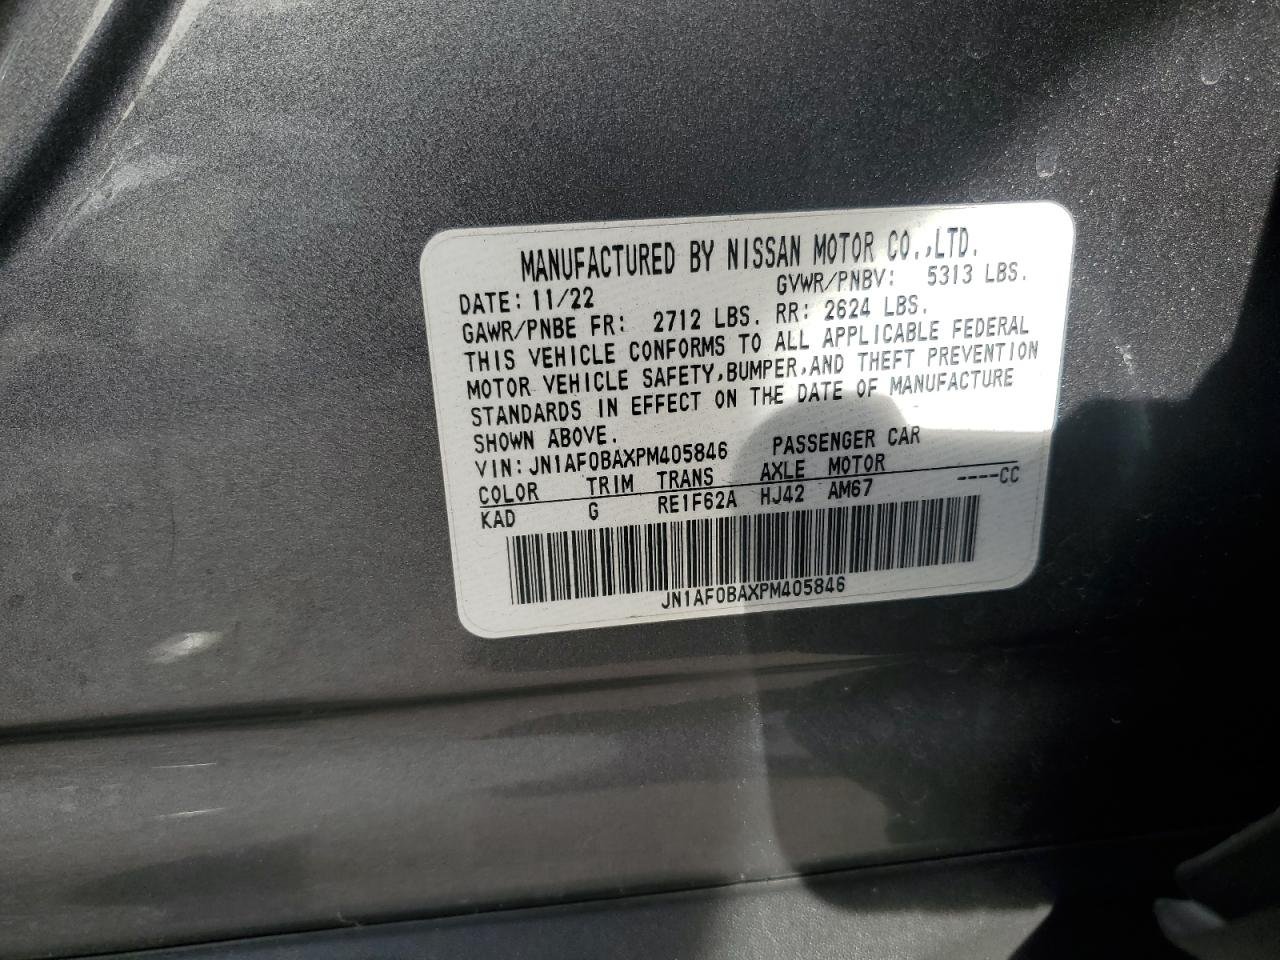 MANUFACTURED BY NISSAN MOTOR CO.,LTD.
DATE: 11/22 GVWR/PNBV: 5313 LBS.
GAWR/PNBE FR: 2712 LBS. RR: 2624 LBS.
THIS VEHICLE CONFORMS TO ALL APPLICABLE FEDERAL
MOTOR VEHICLE SAFETY,BUMPER,AND THEFT PREVENTION
STANDARDS IN EFFECT ON THE DATE OF MANUFACTURE
SHOWN ABOVE.
VIN: JN1AF0BAXPM405846 PASSENGER CAR
COLOR TRIM TRANS AXLE MOTOR
KAD G RE1F62A HJ42 AM67 ----CC
JN1AF0BAXPM405846